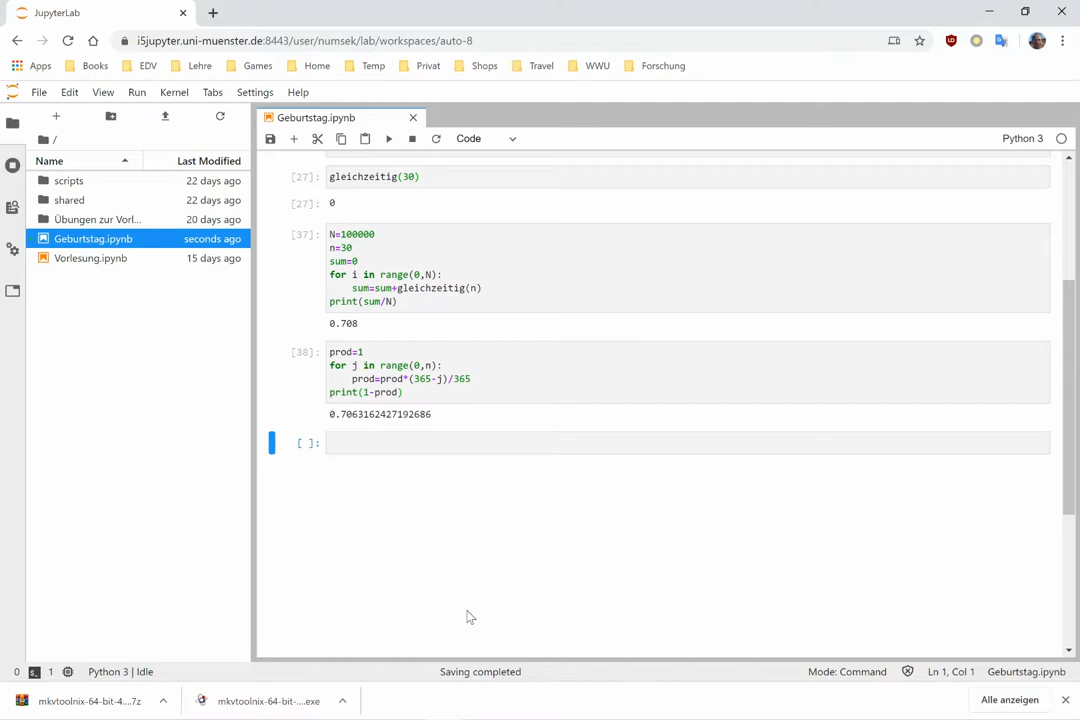 JupyterLab
i5jupyter.uni-muenster.de:8443/user/numsek/lab/workspaces/auto-8
Apps Books EDV Lehre Games Home Temp Privat Shops Travel WWU Forschung
File Edit View Run Kernel Tabs Settings Help
Geburtstag.ipynb
/
Code
Python 3
Name Last Modified
scripts 22 days ago
shared 22 days ago
Übungen zur Vorl... 20 days ago
Geburtstag.ipynb seconds ago
Vorlesung.ipynb 15 days ago
[27]: gleichzeitig(30)
[27]: 0
[37]: N=100000
n=30
sum=0
for i in range(0,N):
sum=sum+gleichzeitig(n)
print(sum/N)
0.708
[38]: prod=1
for j in range(0,n):
prod=prod*(365-j)/365
print(1-prod)
0.7063162427192686
[ ]:
0 1 Python 3 | Idle Saving completed Mode: Command Ln 1, Col 1 Geburtstag.ipynb
mkvtoolnix-64-bit-4....7z mkvtoolnix-64-bit-....exe Alle anzeigen